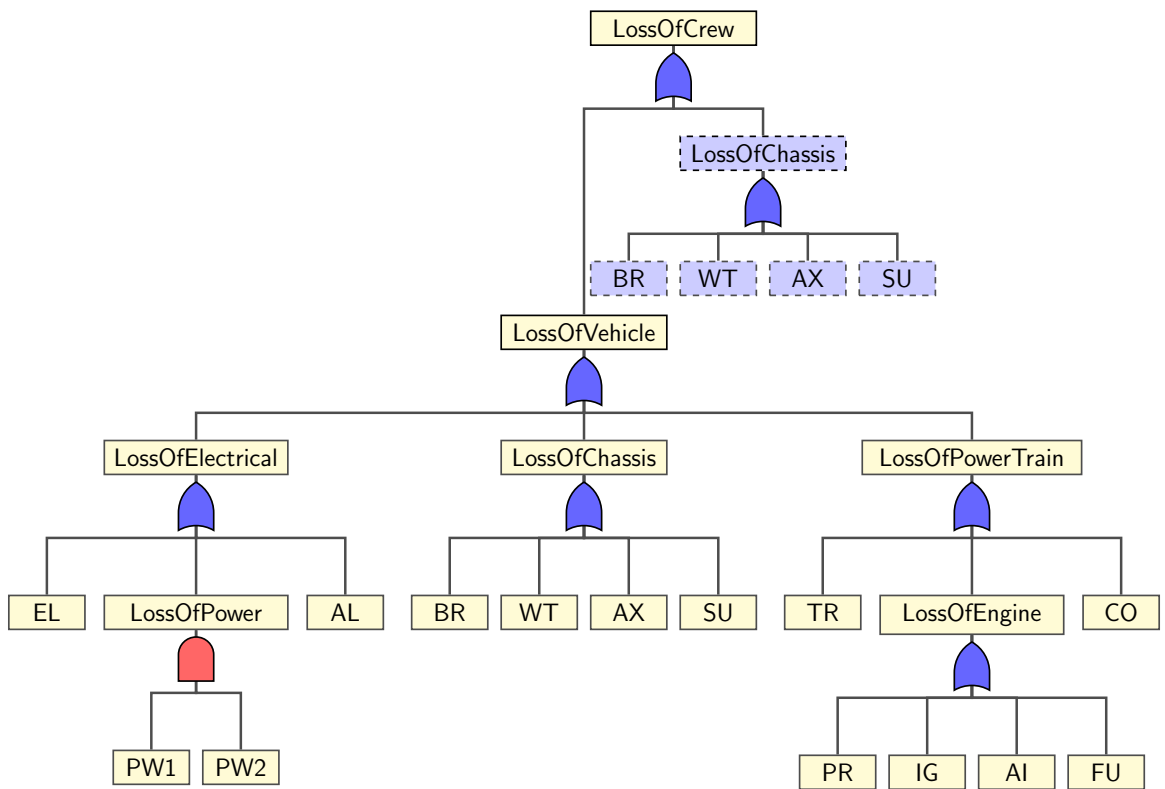 LossOfCrew
LossOfChassis
BR WT AX SU
LossOfVehicle
LossOfElectrical LossOfChassis LossOfPowerTrain
EL LossOfPower AL BR WT AX SU TR LossOfEngine CO
PW1 PW2 PR IG AI FU